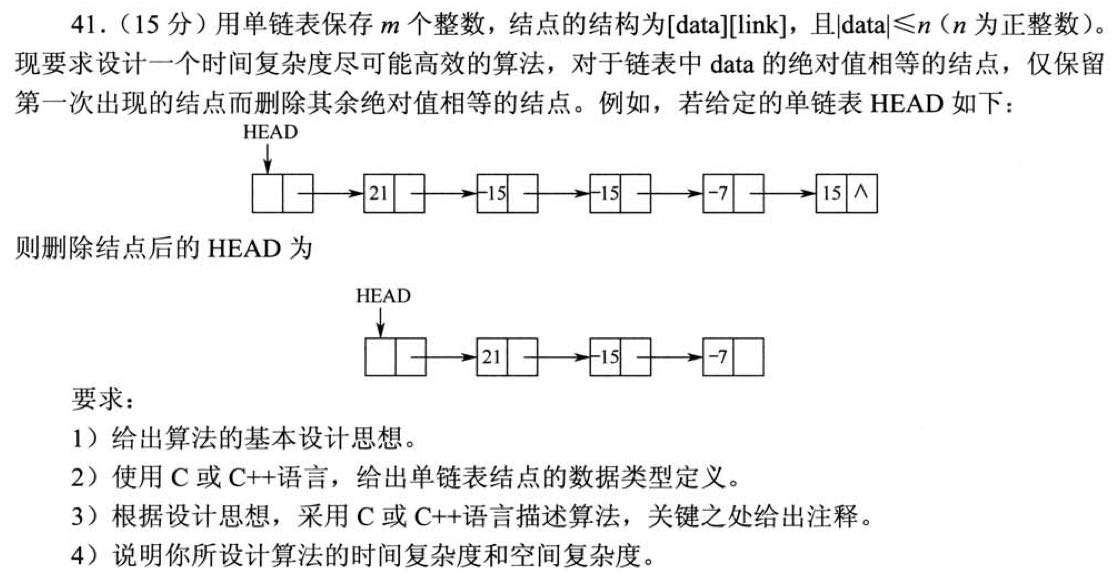 41.（15 分）用单链表保存 m 个整数，结点的结构为[data][link]，且|data|≤n（n 为正整数）。
现要求设计一个时间复杂度尽可能高效的算法，对于链表中 data 的绝对值相等的结点，仅保留
第一次出现的结点而删除其余绝对值相等的结点。例如，若给定的单链表 HEAD 如下：
HEAD
21 -15 -15 -7 15 ∧
则删除结点后的 HEAD 为
HEAD
21 -15 -7
要求：
1）给出算法的基本设计思想。
2）使用 C 或 C++语言，给出单链表结点的数据类型定义。
3）根据设计思想，采用 C 或 C++语言描述算法，关键之处给出注释。
4）说明你所设计算法的时间复杂度和空间复杂度。